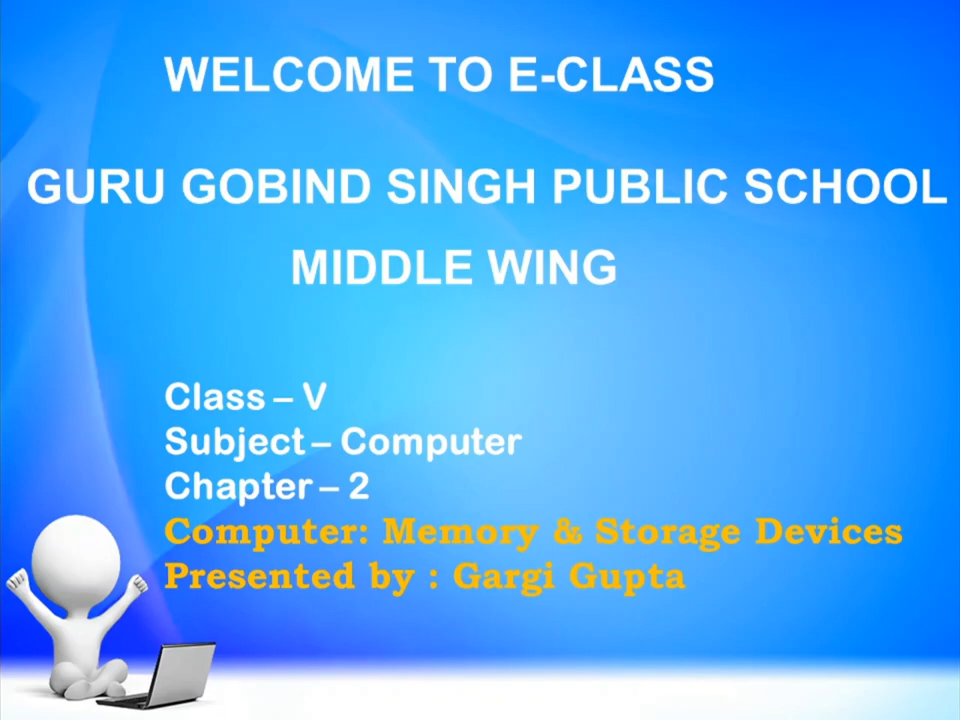 WELCOME TO E-CLASS
GURU GOBIND SINGH PUBLIC SCHOOL
MIDDLE WING
Class – V
Subject – Computer
Chapter – 2
Computer: Memory & Storage Devices
Presented by : Gargi Gupta